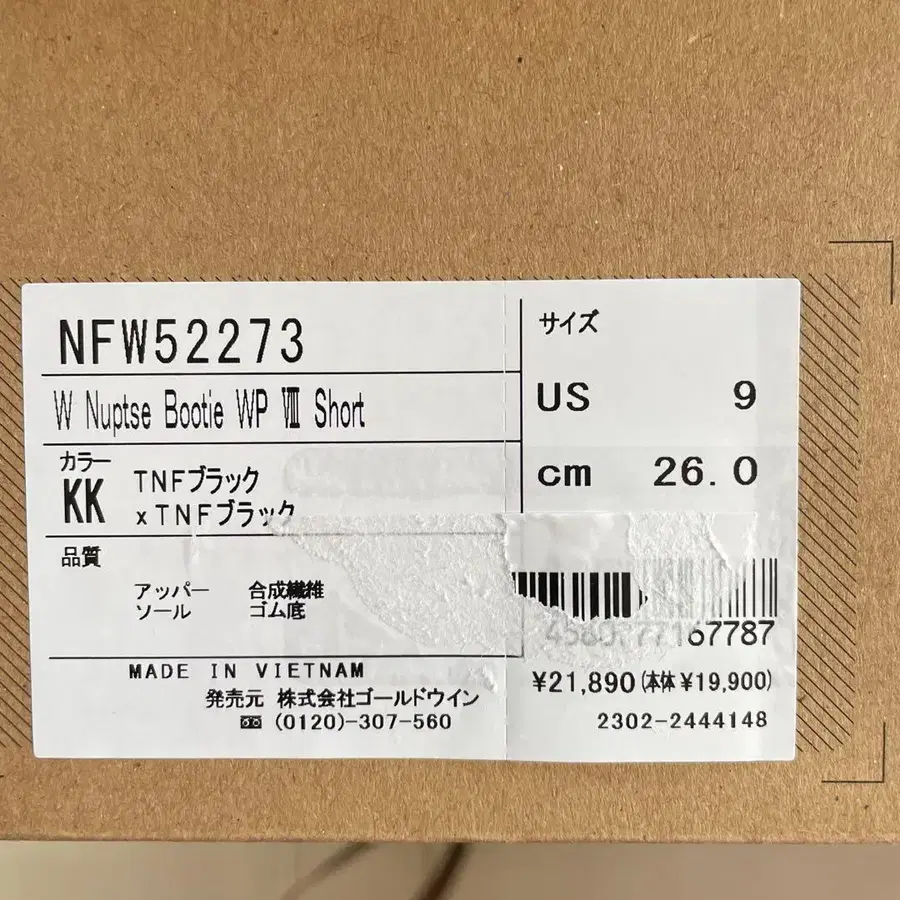 NFW52273
W Nuptse Bootie WP Ⅷ Short
カラー
KK
TNFブラック
xTNFブラック
品質
アッパー 合成繊維
ソール ゴム底
MADE IN VIETNAM
発売元 株式会社ゴールドウイン
(0120)-307-560
サイズ
US 9
cm 26.0
¥21,890(本体¥19,900)
2302-2444148